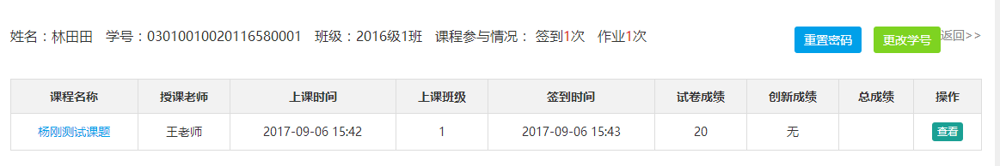 姓名：林田田 学号：03010010020116580001 班级：2016级1班 课程参与情况： 签到1次 作业1次 重置密码 更改学号 返回>>
课程名称 授课老师 上课时间 上课班级 签到时间 试卷成绩 创新成绩 总成绩 操作
杨刚测试课题 王老师 2017-09-06 15:42 1 2017-09-06 15:43 20 无 查看